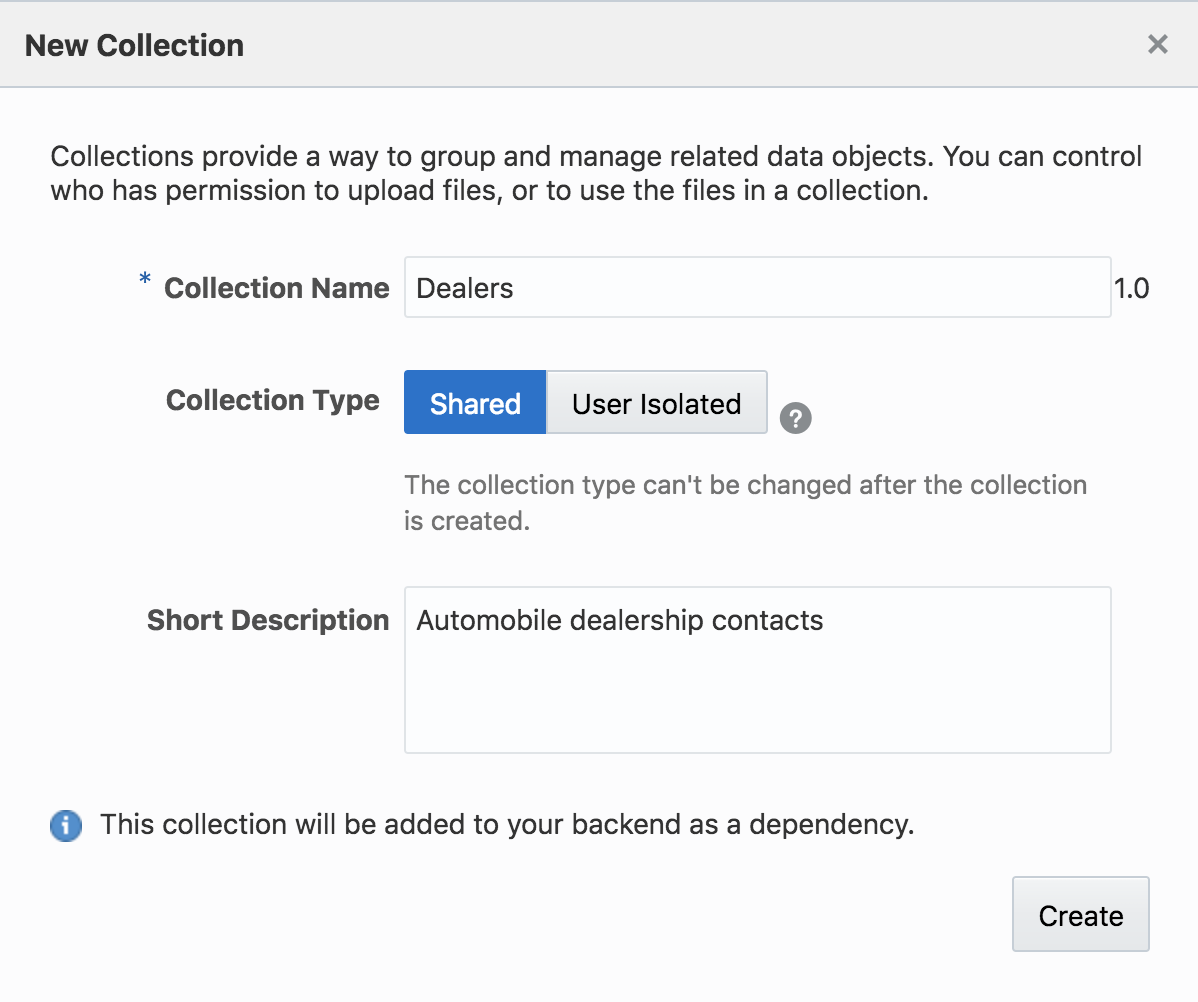 New Collection
Collections provide a way to group and manage related data objects. You can control
who has permission to upload files, or to use the files in a collection.
* Collection Name Dealers 1.0
Collection Type Shared User Isolated ?
The collection type can't be changed after the collection
is created.
Short Description Automobile dealership contacts
This collection will be added to your backend as a dependency.
Create